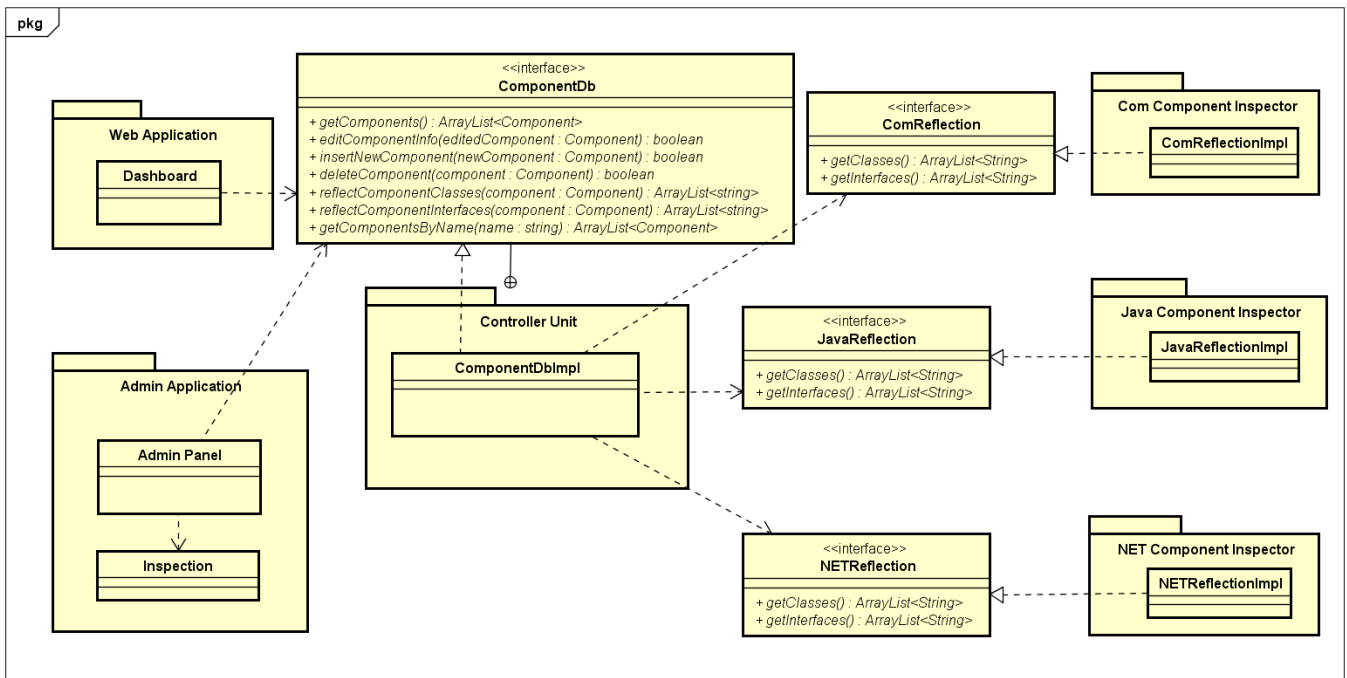 pkg
<<interface>>
ComponentDb
+ getComponents() : ArrayList<Component>
+ editComponentInfo(editedComponent : Component) : boolean
+ insertNewComponent(newComponent : Component) : boolean
+ deleteComponent(component : Component) : boolean
+ reflectComponentClasses(component : Component) : ArrayList<string>
+ reflectComponentInterfaces(component : Component) : ArrayList<string>
+ getComponentsByName(name : string) : ArrayList<Component>
Web Application
Dashboard
<<interface>>
ComReflection
+ getClasses() : ArrayList<String>
+ getInterfaces() : ArrayList<String>
Com Component Inspector
ComReflectionImpl
Controller Unit
ComponentDbImpl
<<interface>>
JavaReflection
+ getClasses() : ArrayList<String>
+ getInterfaces() : ArrayList<String>
Java Component Inspector
JavaReflectionImpl
Admin Application
Admin Panel
Inspection
<<interface>>
NETReflection
+ getClasses() : ArrayList<String>
+ getInterfaces() : ArrayList<String>
NET Component Inspector
NETReflectionImpl